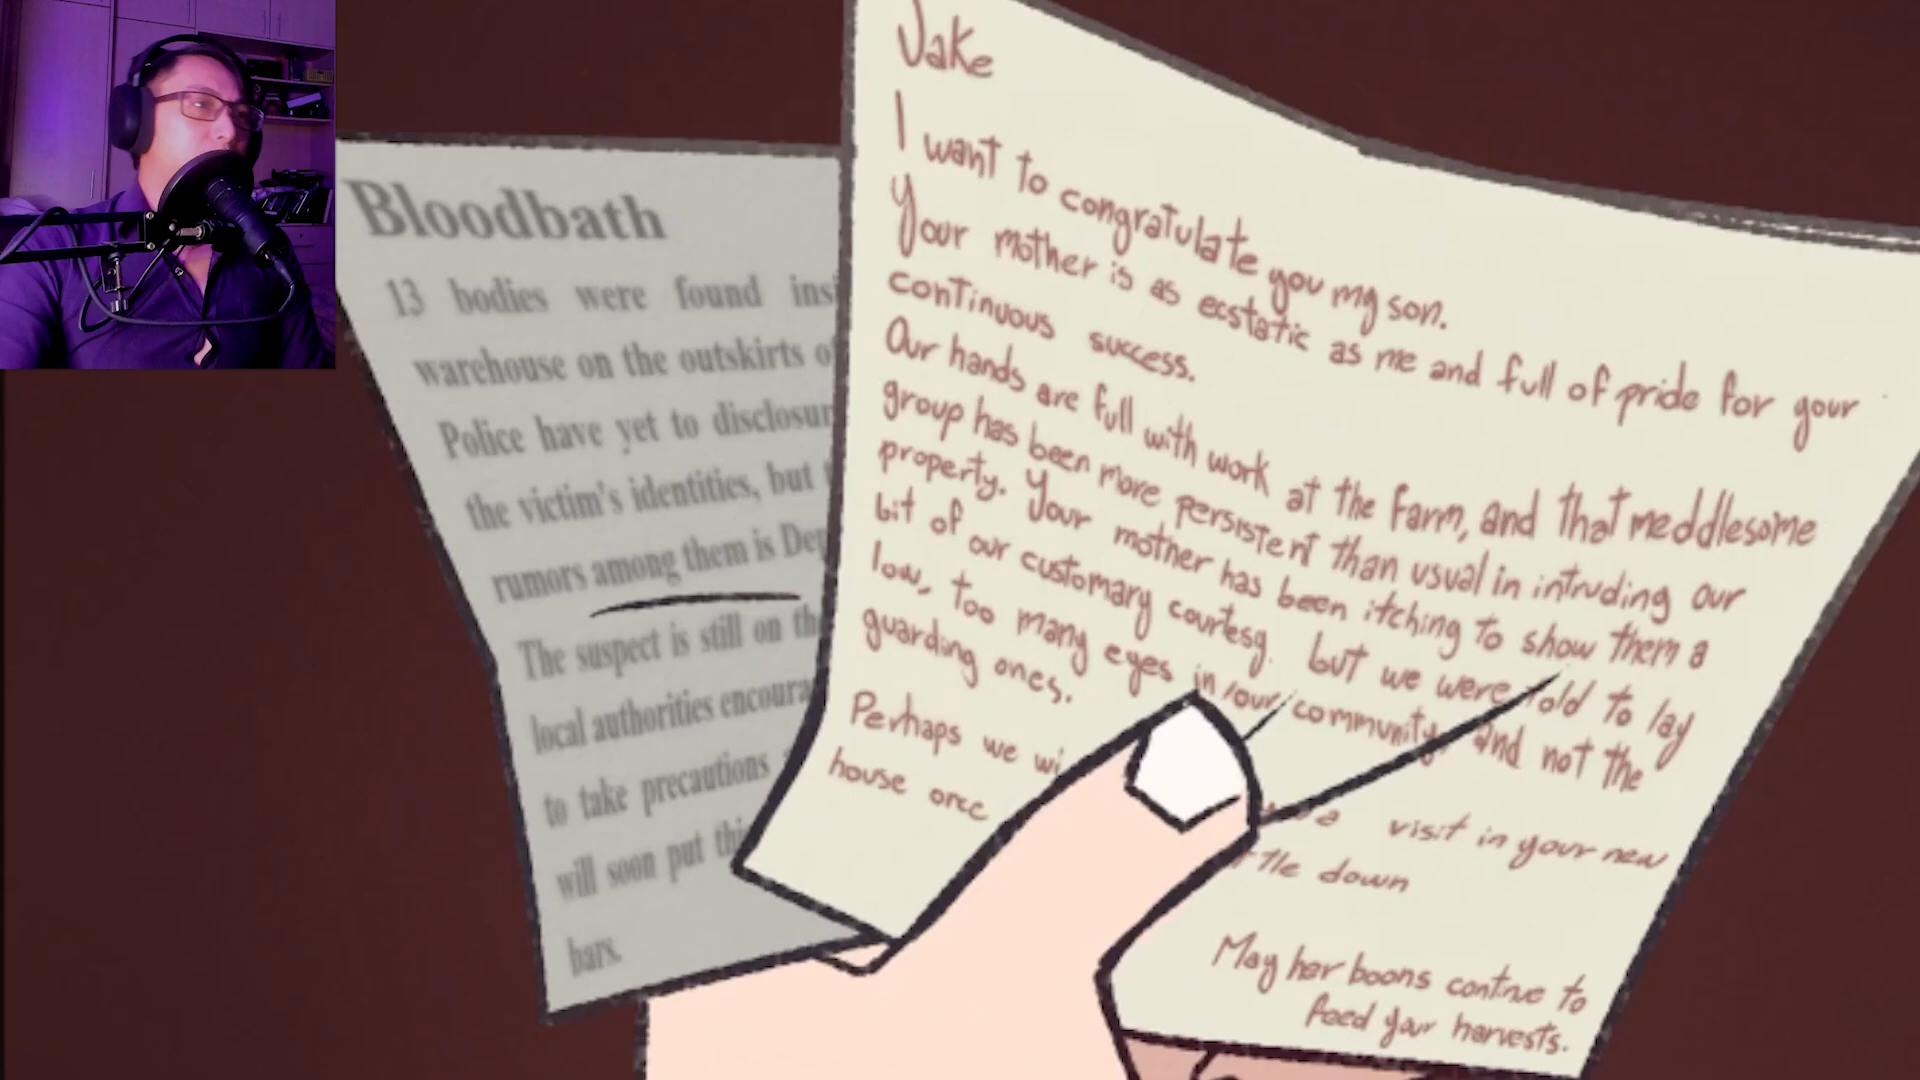 Bloodbath
13 bodies were found insi
warehouse on the outskirts o
Police have yet to disclosur
the victim's identities, but
rumors among them is Dep
The suspect is still on th
local authorities encoura
to take precautions
will soon put thi
bars.
Jake
I want to congratulate you my son.
Your mother is as ecstatic as me and full of pride for your
continuous success.
Our hands are full with work at the farm, and that meddlesome
group has been more persistent than usual in intruding our
property. Your mother has been itching to show them a
bit of our customary courtesy. but we were told to lay
low, too many eyes in our community, and not the
guarding ones.
Perhaps we wi visit in your new
house once down
May her boons continue to
feed your harvests.